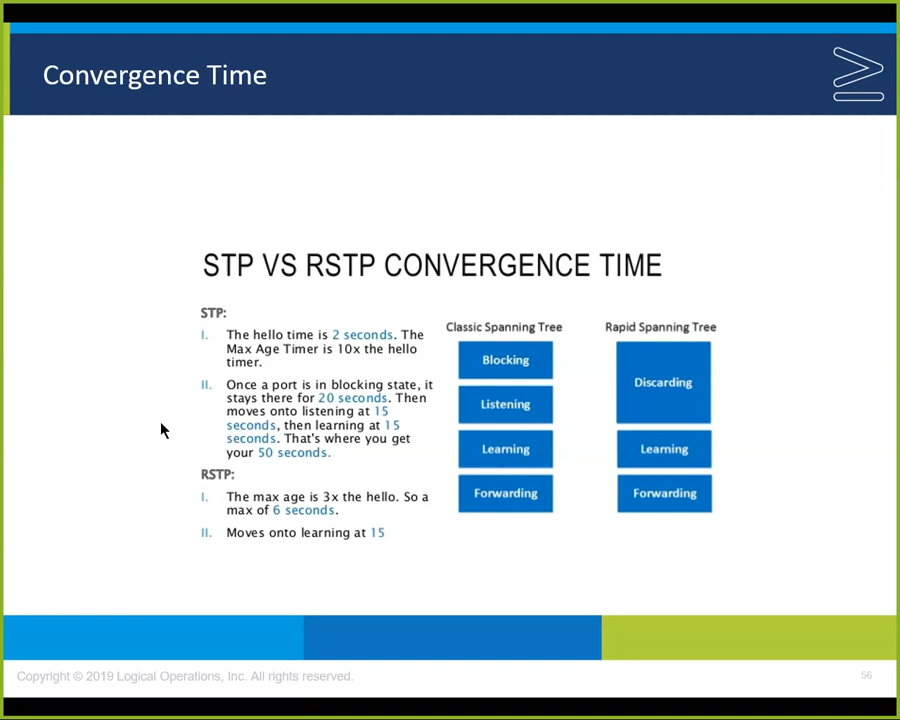 Convergence Time
STP VS RSTP CONVERGENCE TIME
STP:
I. The hello time is 2 seconds. The
Max Age Timer is 10x the hello
timer.
II. Once a port is in blocking state, it
stays there for 20 seconds. Then
moves onto listening at 15
seconds, then learning at 15
seconds. That's where you get
your 50 seconds.
RSTP:
I. The max age is 3x the hello. So a
max of 6 seconds.
II. Moves onto learning at 15
Classic Spanning Tree
Blocking
Listening
Learning
Forwarding
Rapid Spanning Tree
Discarding
Learning
Forwarding
Copyright © 2019 Logical Operations, Inc. All rights reserved.
56